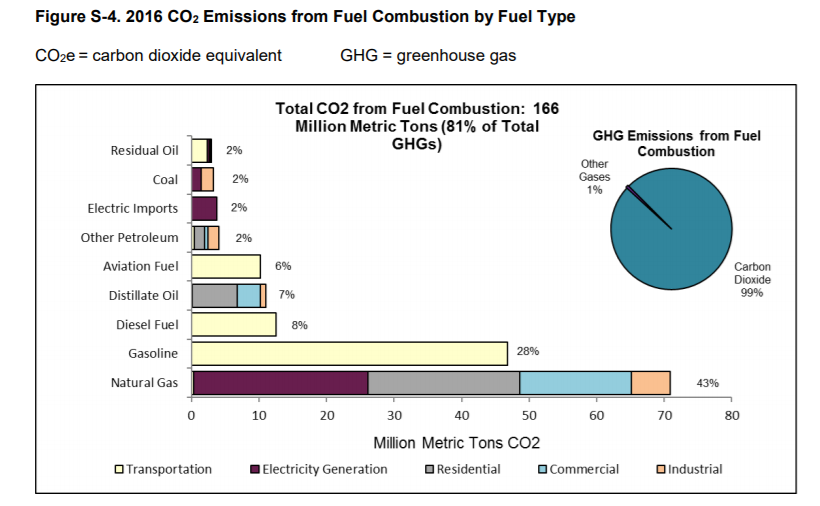 Figure S-4. 2016 CO₂ Emissions from Fuel Combustion by Fuel Type
CO₂e = carbon dioxide equivalent GHG = greenhouse gas
Total CO2 from Fuel Combustion: 166
Million Metric Tons (81% of Total
GHGs)
GHG Emissions from Fuel
Combustion
Other
Gases
1%
Carbon
Dioxide
99%
Residual Oil 2%
Coal 2%
Electric Imports 2%
Other Petroleum 2%
Aviation Fuel 6%
Distillate Oil 7%
Diesel Fuel 8%
Gasoline 28%
Natural Gas 43%
0 10 20 30 40 50 60 70 80
Million Metric Tons CO2
Transportation Electricity Generation Residential Commercial Industrial